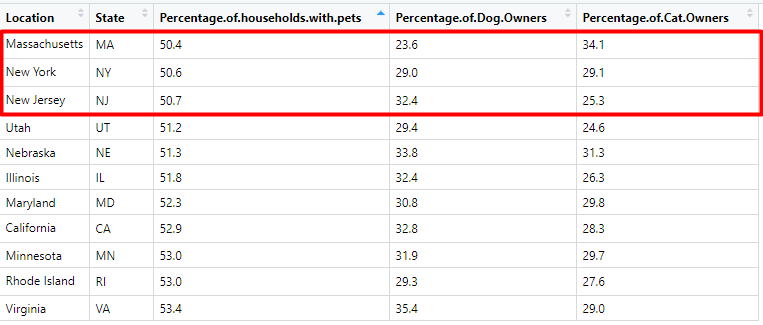 Location State Percentage.of.households.with.pets Percentage.of.Dog.Owners Percentage.of.Cat.Owners
Massachusetts MA 50.4 23.6 34.1
New York NY 50.6 29.0 29.1
New Jersey NJ 50.7 32.4 25.3
Utah UT 51.2 29.4 24.6
Nebraska NE 51.3 33.8 31.3
Illinois IL 51.8 32.4 26.3
Maryland MD 52.3 30.8 29.8
California CA 52.9 32.8 28.3
Minnesota MN 53.0 31.9 29.7
Rhode Island RI 53.0 29.3 27.6
Virginia VA 53.4 35.4 29.0